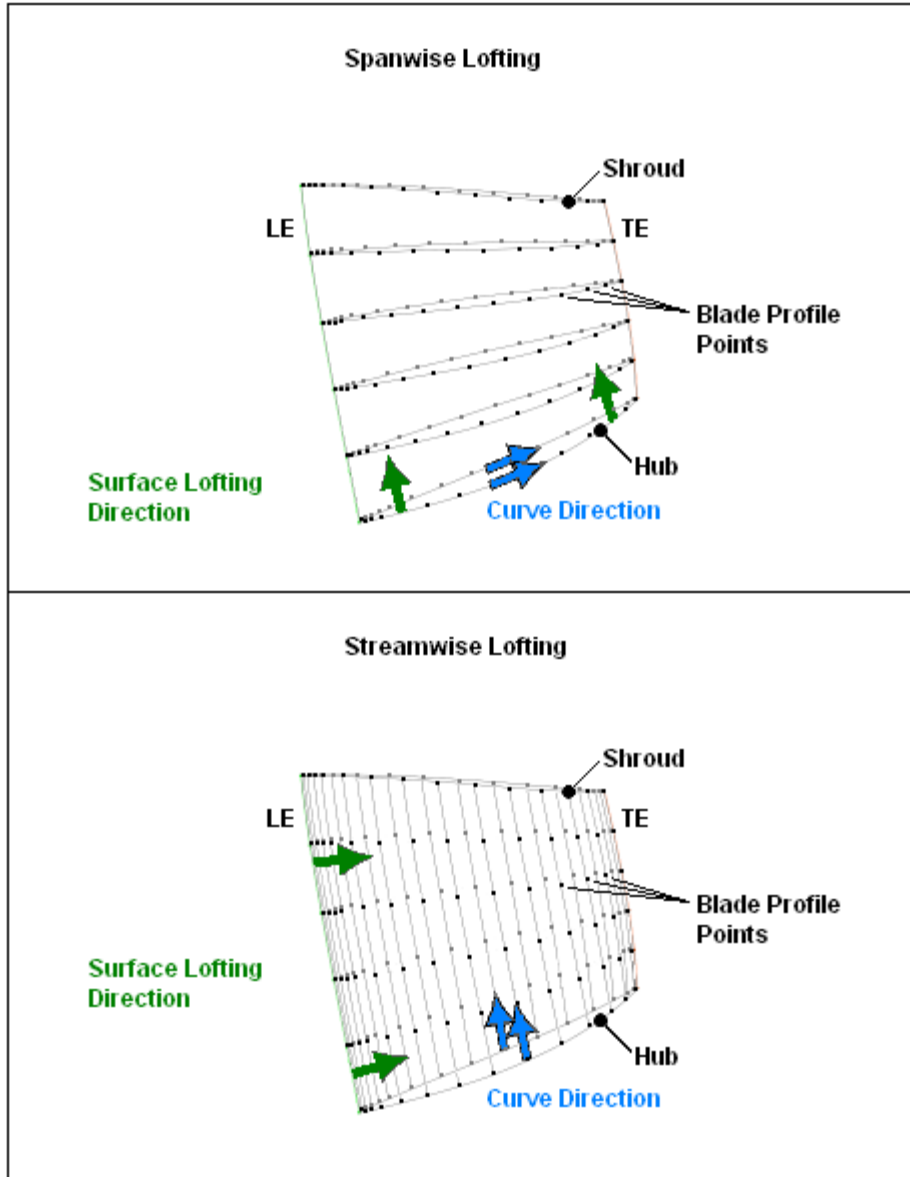 Spanwise Lofting
Shroud
LE
TE
Blade Profile
Points
Hub
Surface Lofting
Direction
Curve Direction
Streamwise Lofting
Shroud
LE
TE
Blade Profile
Points
Surface Lofting
Direction
Hub
Curve Direction